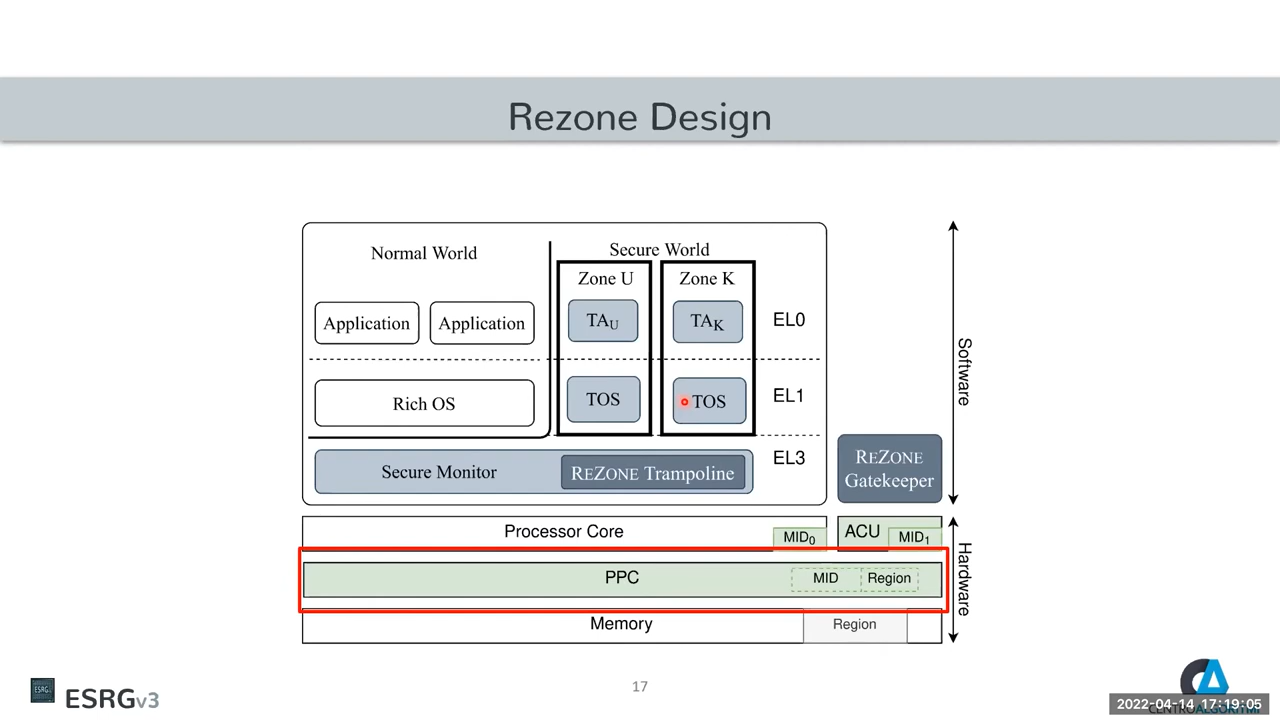 Rezone Design
Normal World
Secure World
Zone U
Zone K
Application
Application
TAU
TAK
EL0
Rich OS
TOS
TOS
EL1
Secure Monitor
REZONE Trampoline
EL3
REZONE
Gatekeeper
Software
Processor Core
MID0
ACU
MID1
PPC
MID
Region
Hardware
Memory
Region
ESRG
ESRGv3
17
2022-04-14 17:19:05
CENTROALGORITMI